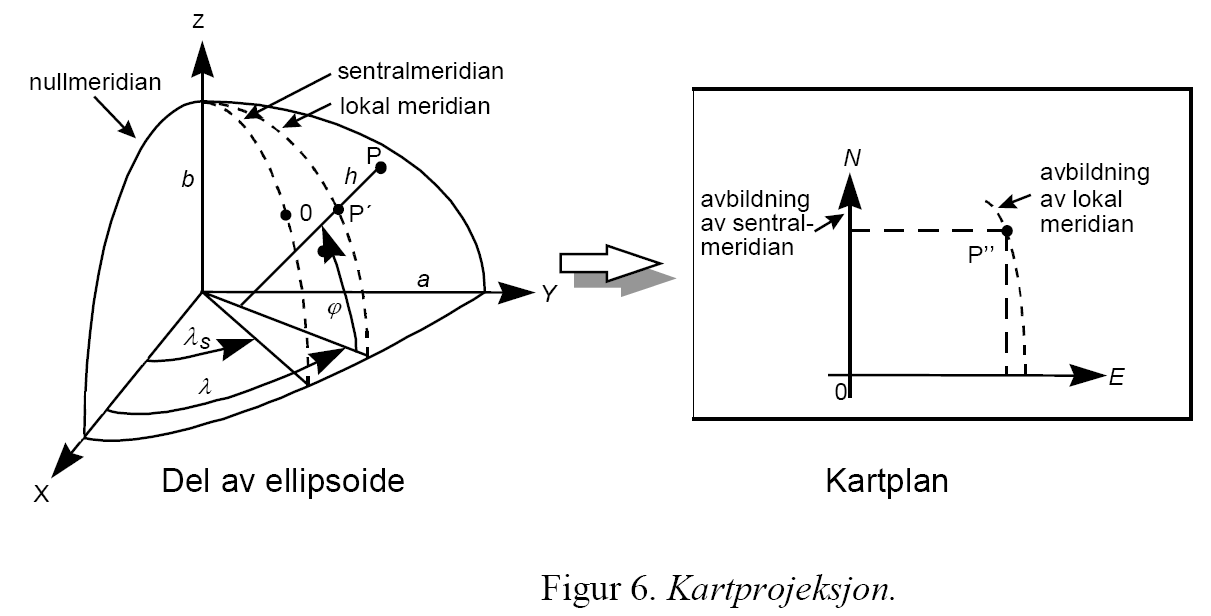 Z
nullmeridian
sentralmeridian
lokal meridian
P
h
b
0
P´
a
Y
φ
λs
λ
X
Del av ellipsoide
N
avbildning
av sentral-
meridian
avbildning
av lokal
meridian
P’’
0
E
Kartplan
Figur 6. Kartprojeksjon.